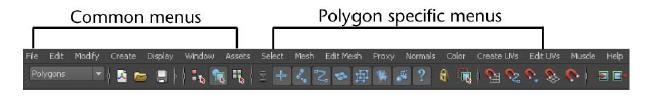 Common menus Polygon specific menus
File Edit Modify Create Display Window Assets Select Mesh Edit Mesh Proxy Normals Color Create UVs Edit UVs Muscle Help
Polygons